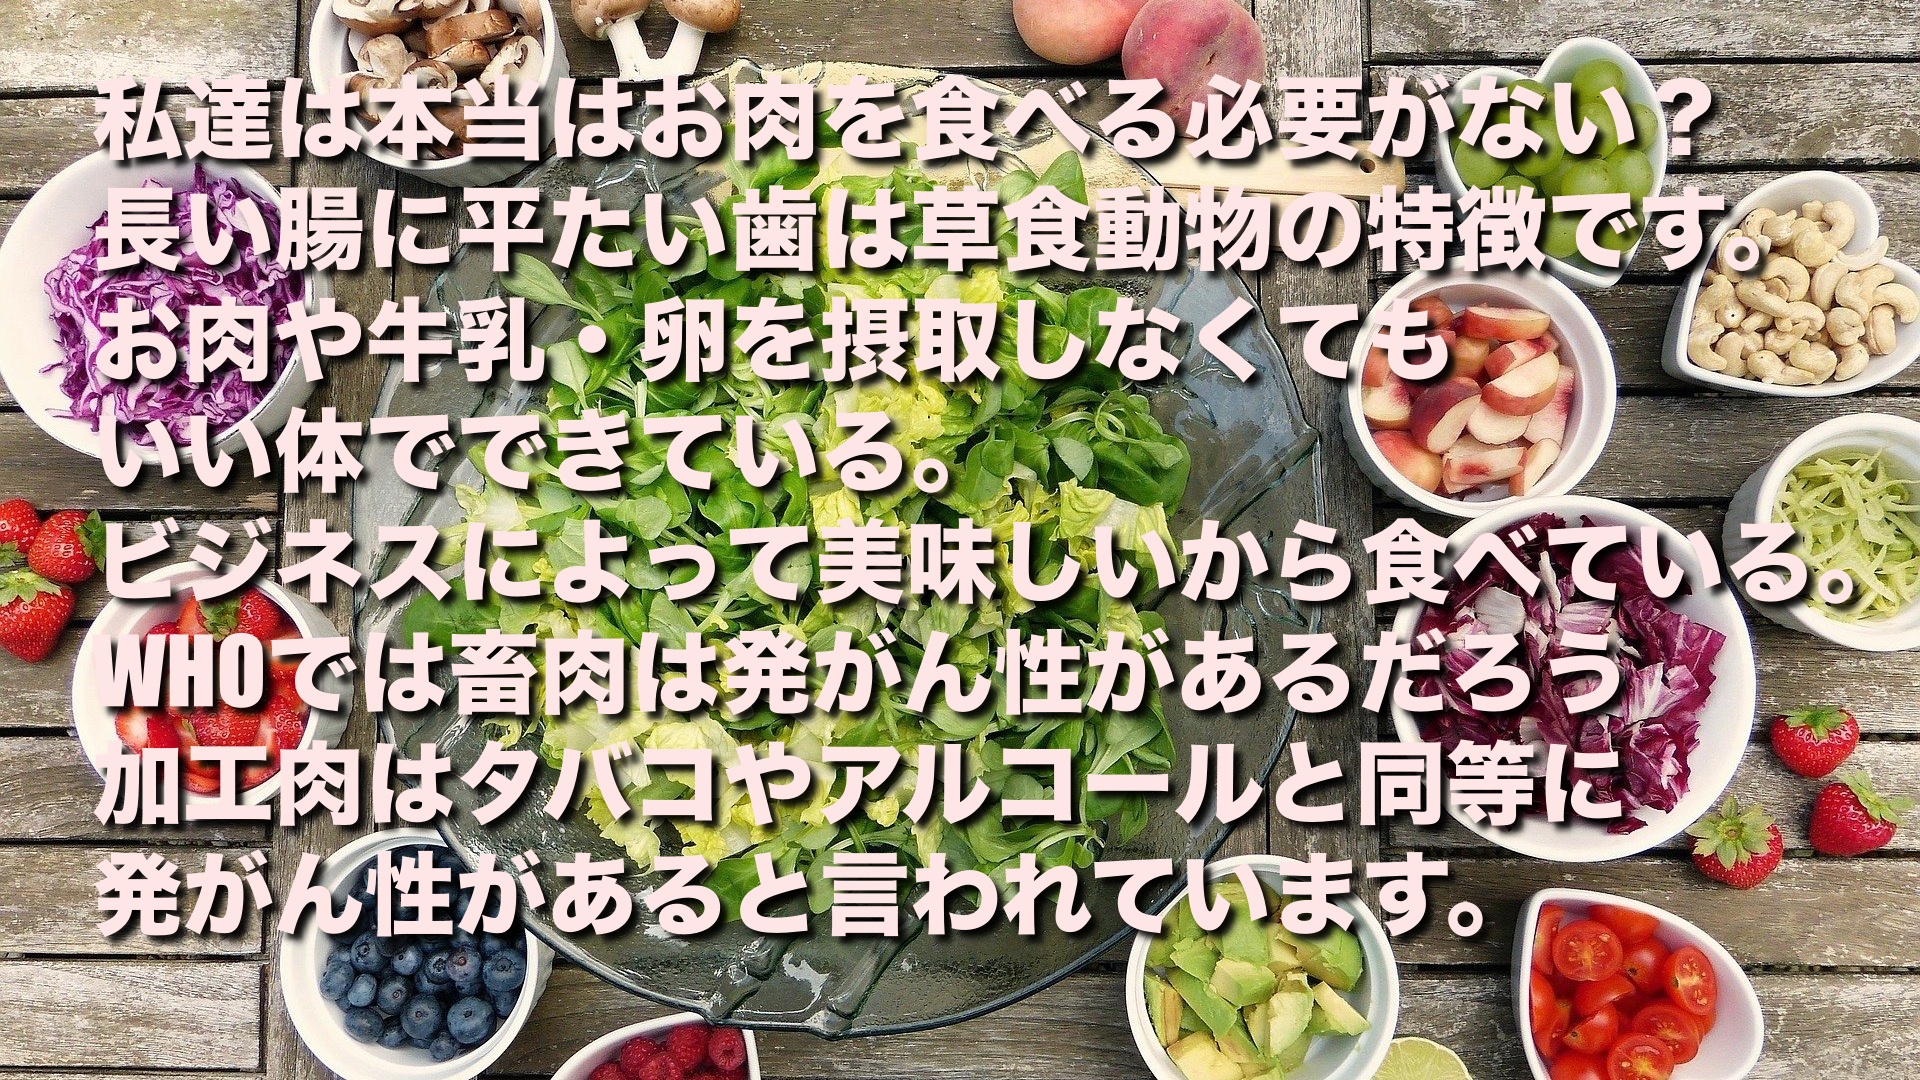 私達は本当はお肉を食べる必要がない？
長い腸に平たい歯は草食動物の特徴です。
お肉や牛乳・卵を摂取しなくても
いい体でできている。
ビジネスによって美味しいから食べている。
WHOでは畜肉は発がん性があるだろう
加工肉はタバコやアルコールと同等に
発がん性があると言われています。